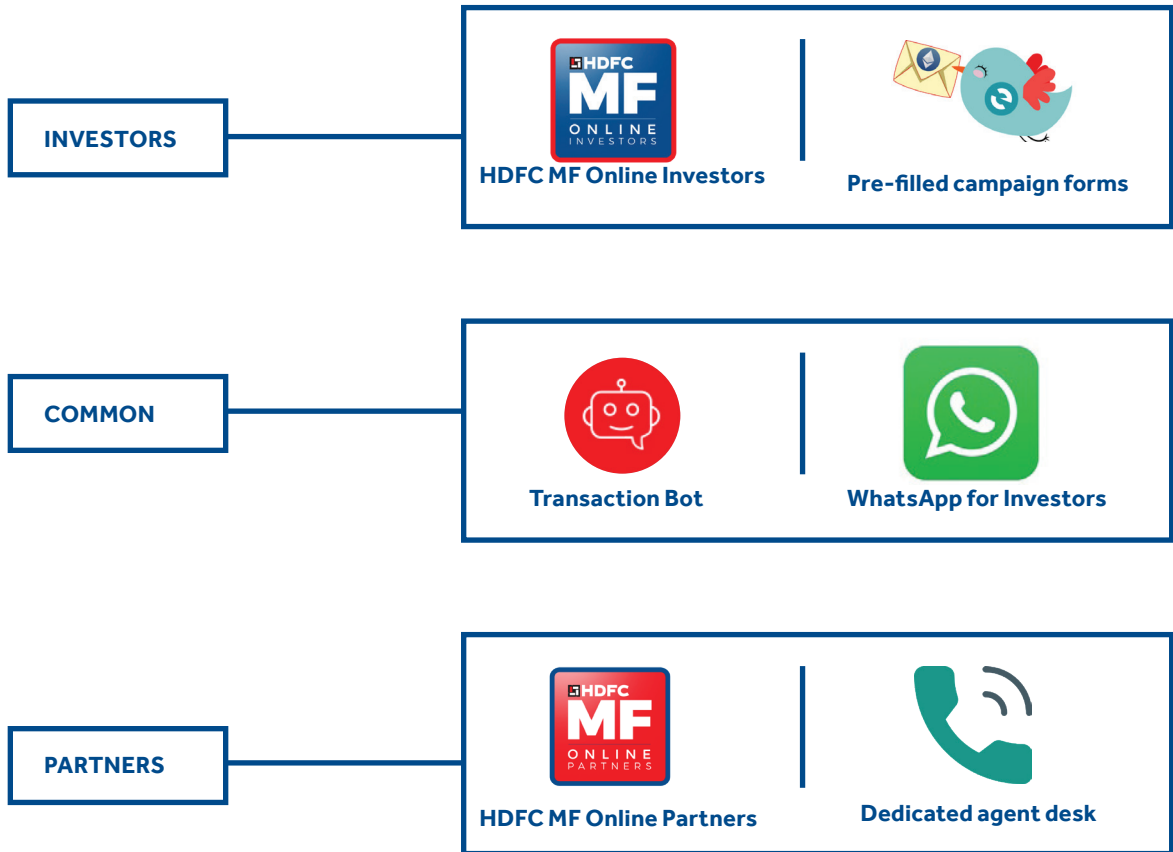 INVESTORS
HDFC
MF
ONLINE
INVESTORS
HDFC MF Online Investors
Pre-filled campaign forms
COMMON
Transaction Bot
WhatsApp for Investors
PARTNERS
HDFC
MF
ONLINE
PARTNERS
HDFC MF Online Partners
Dedicated agent desk